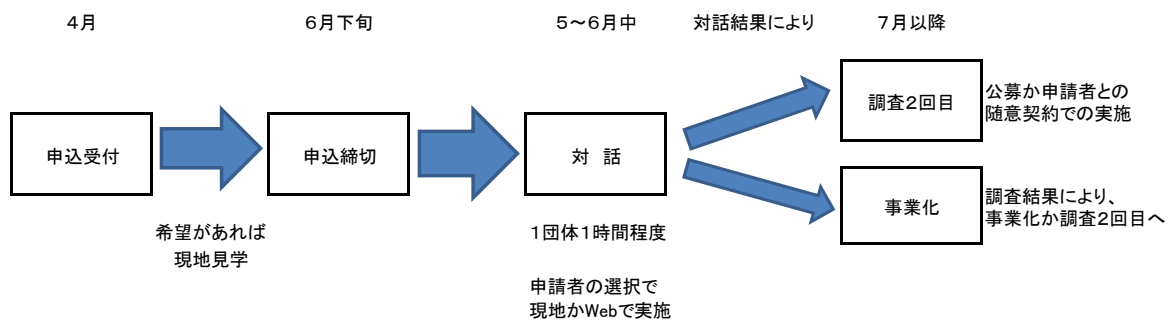 ４月
６月下旬
５～６月中
対話結果により
７月以降
申込受付
申込締切
対　話
調査２回目
公募か申請者との
随意契約での実施
事業化
調査結果により、
事業化か調査２回目へ
希望があれば
現地見学
１団体１時間程度
申請者の選択で
現地かWebで実施